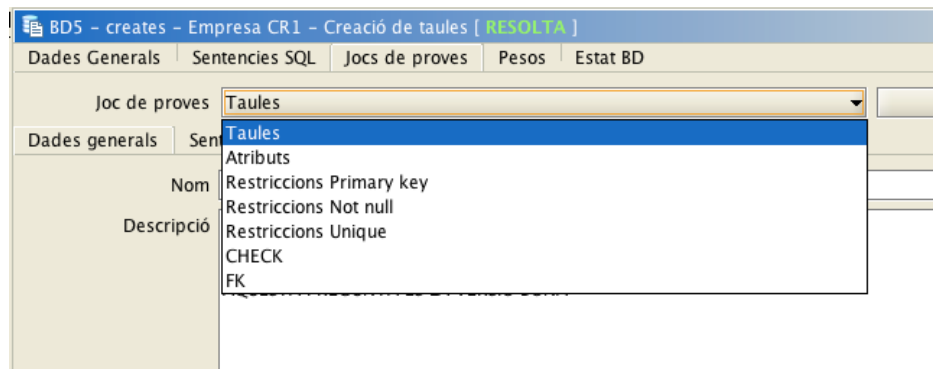 BD5 - creates - Empresa CR1 - Creació de taules [ RESOLTA ]
Dades Generals Sentencies SQL Jocs de proves Pesos Estat BD
Joc de proves Taules
Taules
Dades generals Sen
Atributs
Nom Restriccions Primary key
Restriccions Not null
Descripció Restriccions Unique
CHECK
FK